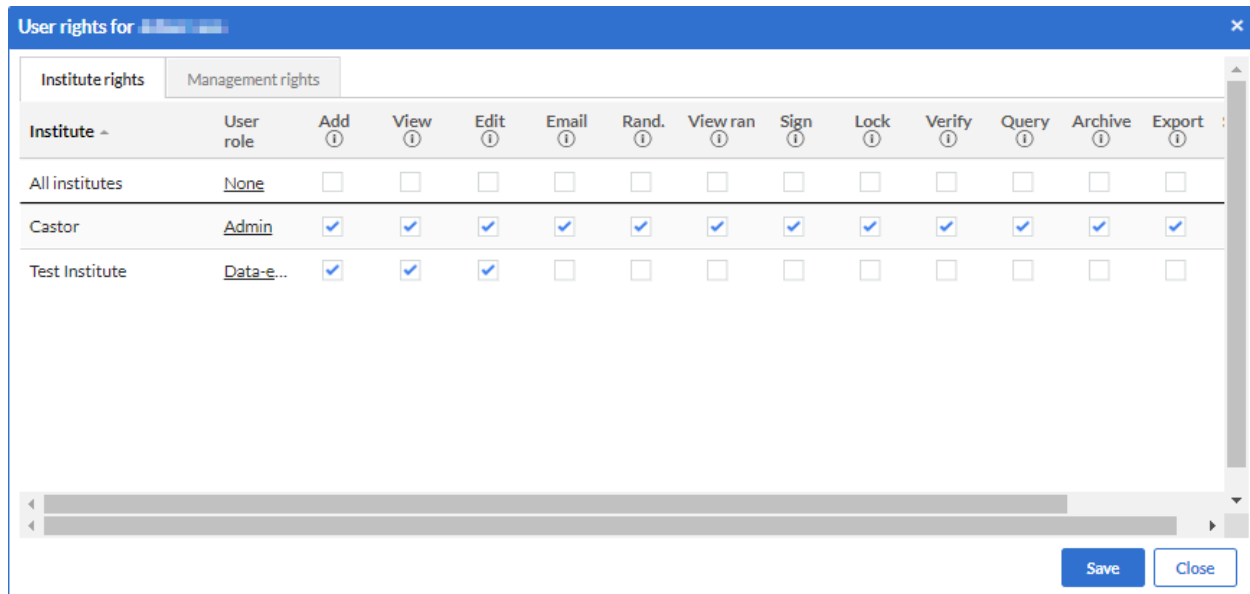 User rights for
Institute rights Management rights
Institute User role Add View Edit Email Rand. View ran Sign Lock Verify Query Archive Export
All institutes None
Castor Admin
Test Institute Data-e...
Save Close